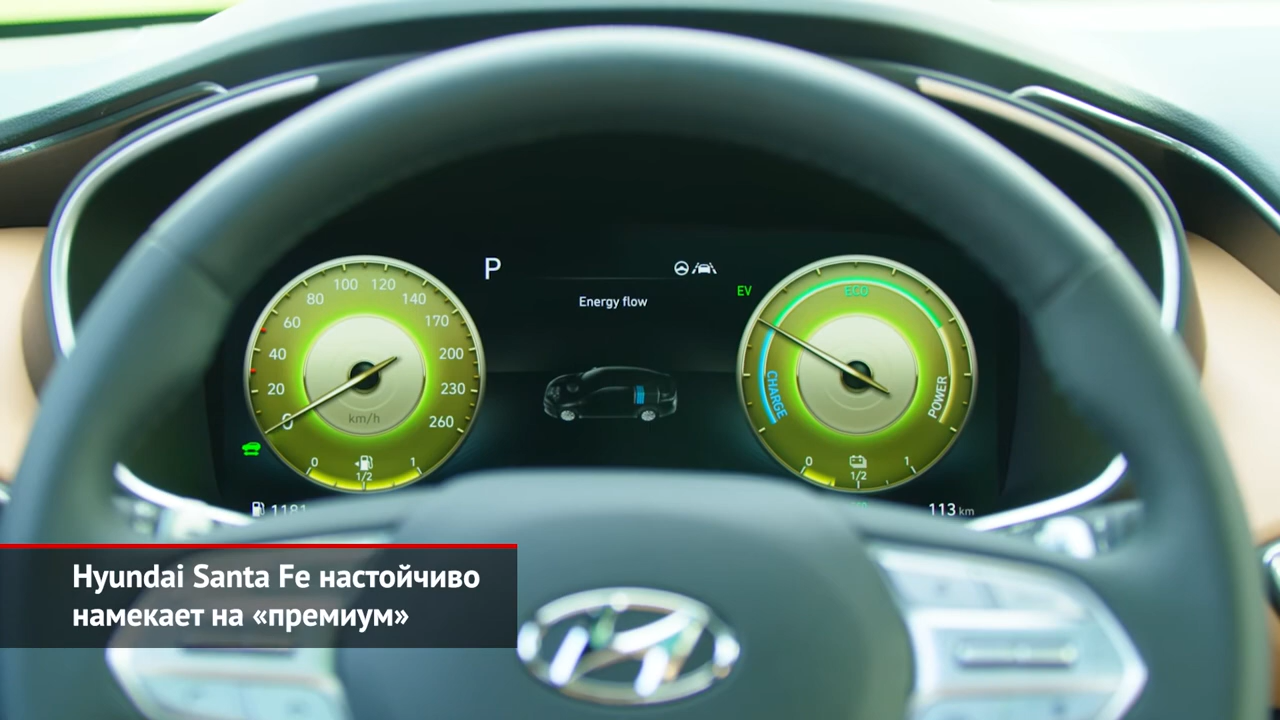 P
Energy flow
EV
0
20
40
60
80
100
120
140
170
200
230
260
km/h
0
1/2
1
ECO
CHARGE
POWER
0
1/2
1
113 km
Hyundai Santa Fe настойчиво
намекает на «премиум»